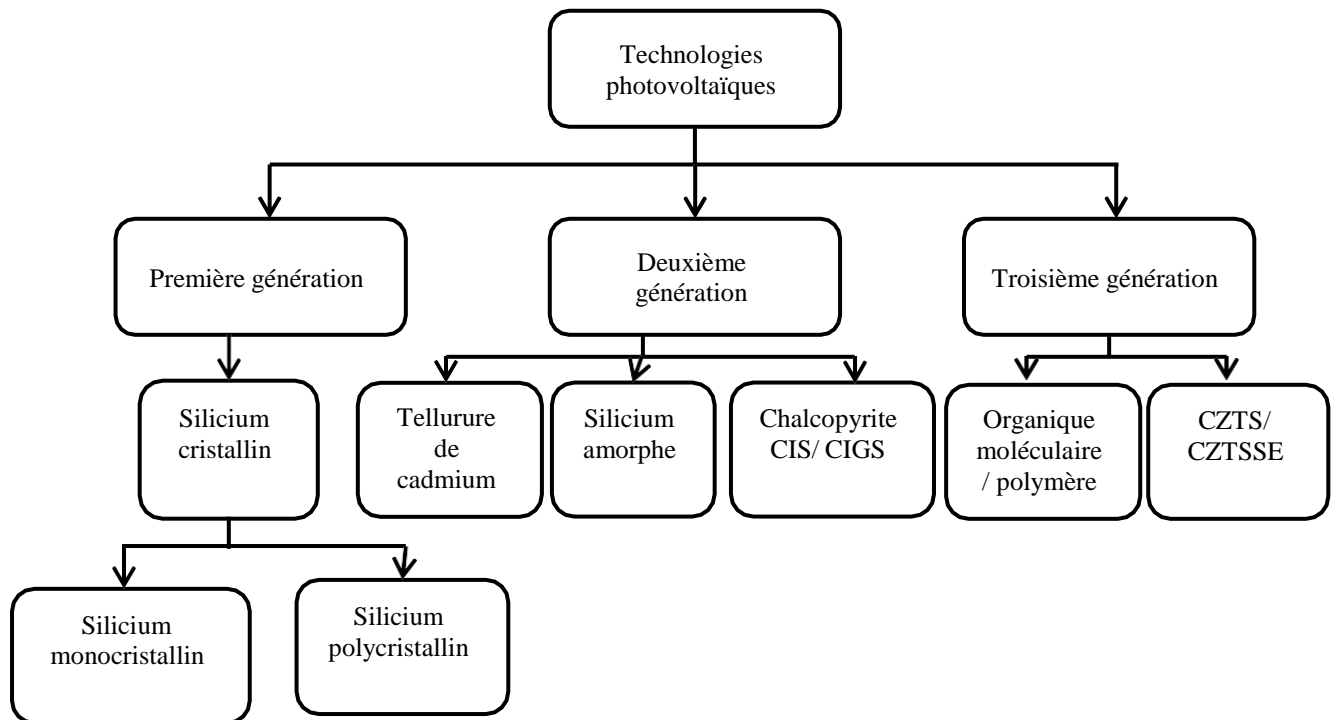 Technologies
photovoltaïques
Première génération
Deuxième
génération
Troisième génération
Silicium
cristallin
Tellurure
de
cadmium
Silicium
amorphe
Chalcopyrite
CIS/ CIGS
Organique
moléculaire
/ polymère
CZTS/
CZTSSE
Silicium
monocristallin
Silicium
polycristallin